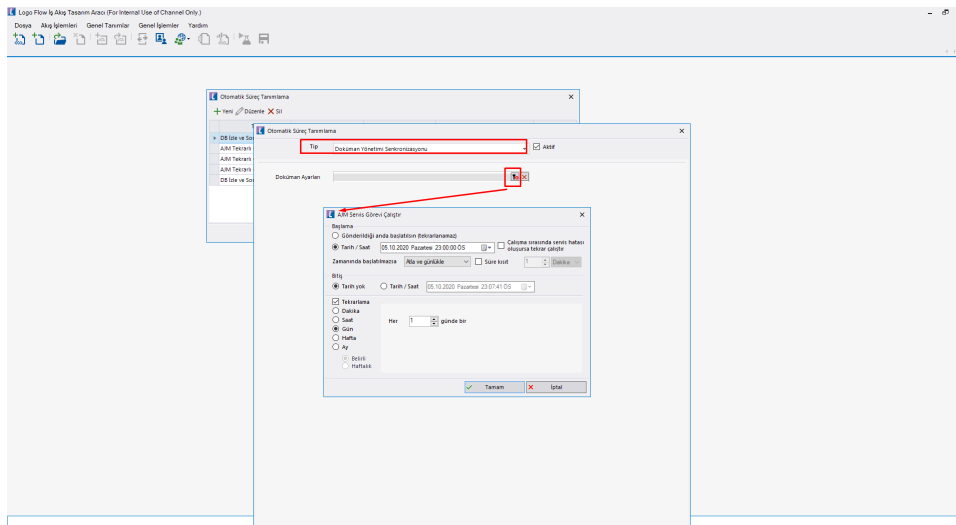 Logo Flow İş Akış Tasarım Aracı (For Internal Use of Channel Only.)
Dosya Akış İşlemleri Genel Tanımlar Genel İşlemler Yardım
Otomatik Süreç Tanımlama
Yeni Düzenle Sil
Otomatik Süreç Tanımlama
DB İzle ve
AJM Tekrarlı
AJM Tekrarlı
AJM Tekrarlı
DB İzle ve
Tip Doküman Yönetimi Senkronizasyonu Aktif
Doküman Ayarları
AJM Servis Görevi Çalıştır
Başlama
Gönderildiği anda başlatılsın (tekrarlanamaz)
Tarih / Saat 05.10.2020 Pazartesi 23:00:00 ÖS Çalışma sırasında servis hatası
oluşursa tekrar çalıştır
Zamanında başlatılmazsa Atla ve günlükle Süre kısıt 1 Dakika
Bitiş
Tarih yok Tarih / Saat 05.10.2020 Pazartesi 23:07:41 ÖS
Tekrarlama
Dakika
Saat Her 1 günde bir
Gün
Hafta
Ay
Belirli
Haftalık
Tamam İptal